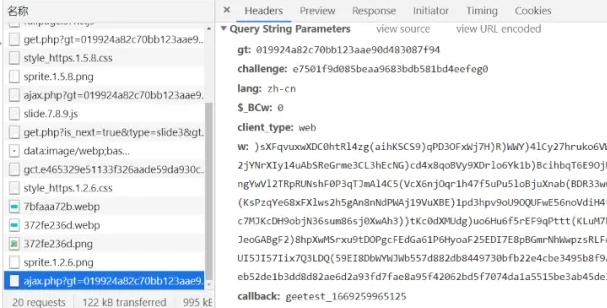 名称
get.php?gt=019924a82c70bb123aae9...
style_https.1.5.8.css
sprite.1.5.8.png
ajax.php?gt=019924a82c70bb123aae9...
slide.7.8.9.js
get.php?is_next=true&type=slide3&gt...
data:image/webp;bas...
gct.e465329e51133f326aade59da930c...
style_https.1.2.6.css
7bfaaa72b.webp
372fe236d.webp
372fe236d.png
sprite.1.2.6.png
ajax.php?gt=019924a82c70bb123aae9...
20 requests 122 kB transferred 995 kE
Headers Preview Response Initiator Timing Cookies
Query String Parameters view source view URL encoded
gt: 019924a82c70bb123aae90d483087f94
challenge: e7501f9d085beaa9683bdb581bd4eefeg0
lang: zh-cn
$_BCw: 0
client_type: web
w: )sXFqvuxwXDC0htRl4zg(aihKSCS9)qPD3OFxWj7H)R)WWY)4lCy27hruko6VW
2jYNrXIy14uAbSReGrme3CL3hEcNG)cd4x8qoBVy9XDrlo6Yk1b)BcihbqT6E9Oj
ngYwVl2TRpRUNshF0P3qTJmAl4C5(VcX6njOqr1h47f5uPu5loBjuXnab(BDR33w
(KsPzqYe68xFXlws2h5gAn8nNdPWAj19VuXBE)1pd3hpv9oU9OQUFwE56noVdiH4
c7MJKcDH9objN36sum86sj0XwAh3))tKc0dXMUdg)uo6Hu6f5rEF9qPttt(KLuM7
JeoGABgF2)8hpXwMSrxu9tDOPgcFEdGa61P6HyoaF25EDI7E8pBGmrNhWwpzsRLF
UI5JI57Iix7Q3LDQ(59EI8DbWYWJWb557d882db8449730bfb22e4cbe3495b8f9
eb52de1b3dd8d82ae6d2a93fd7fae8a95f42062bd5f7074da1a5515be3ab45de
callback: geetest_1669259965125